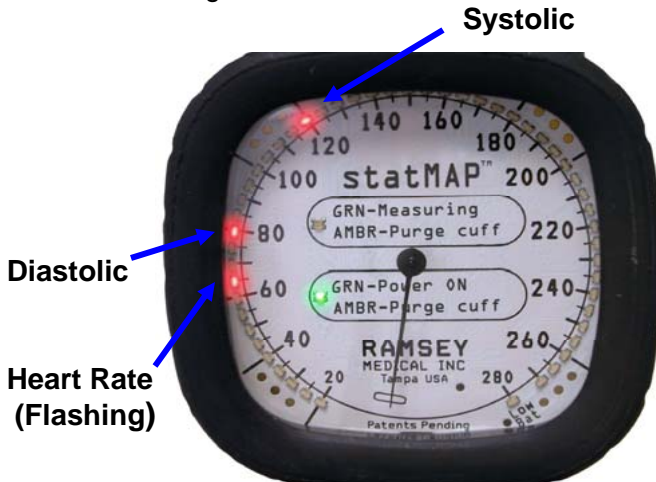 Systolic
140 160
120 180
100 statMAP™ 200
GRN-Measuring
AMBR-Purge cuff
80 220
Diastolic
GRN-Power ON
AMBR-Purge cuff
60 240
40 RAMSEY 260
MEDICAL INC
Heart Rate
(Flashing)
20 Tampa USA 280
LOW
Bat
Patents Pending